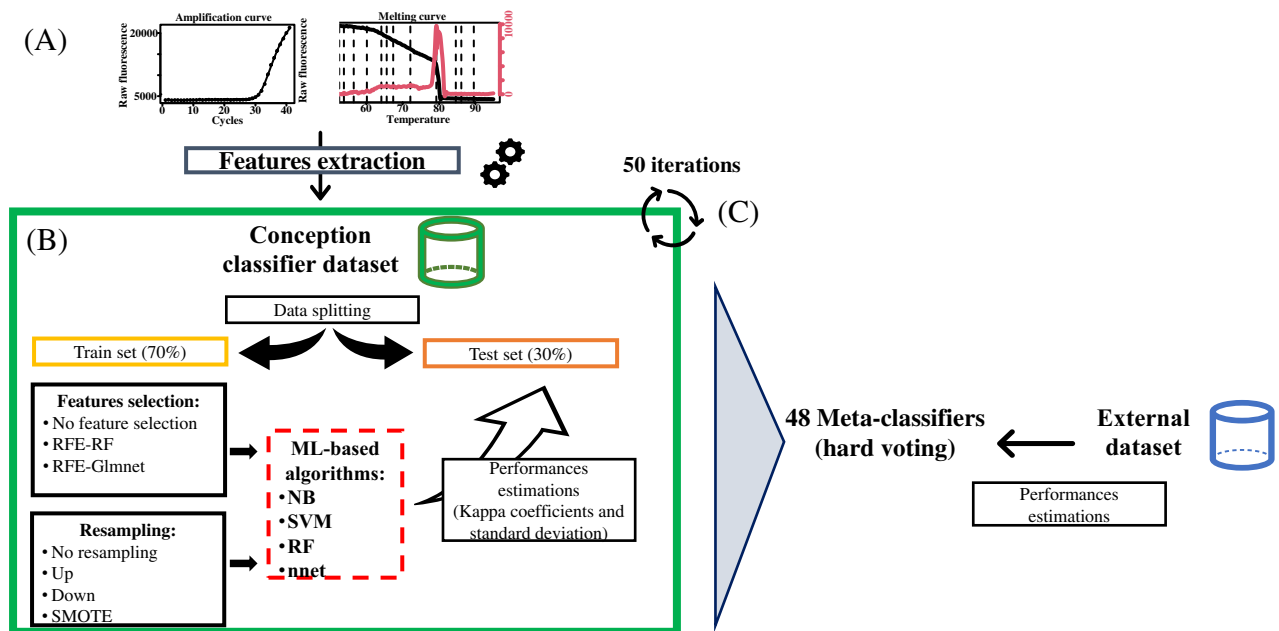 (A)
Amplification curve
Raw fluorescence
20000
5000
0
10
20
30
40
Cycles
Melting curve
Raw fluorescence
10000
0
60
70
80
90
Temperature
Features extraction
50 iterations
(B)
Conception
classifier dataset
Data splitting
Train set (70%)
Test set (30%)
Features selection:
• No feature selection
• RFE-RF
• RFE-Glmnet
Resampling:
• No resampling
• Up
• Down
• SMOTE
ML-based
algorithms:
• NB
• SVM
• RF
• nnet
Performances
estimations
(Kappa coefficients and
standard deviation)
(C)
48 Meta-classifiers
(hard voting)
External
dataset
Performances
estimations